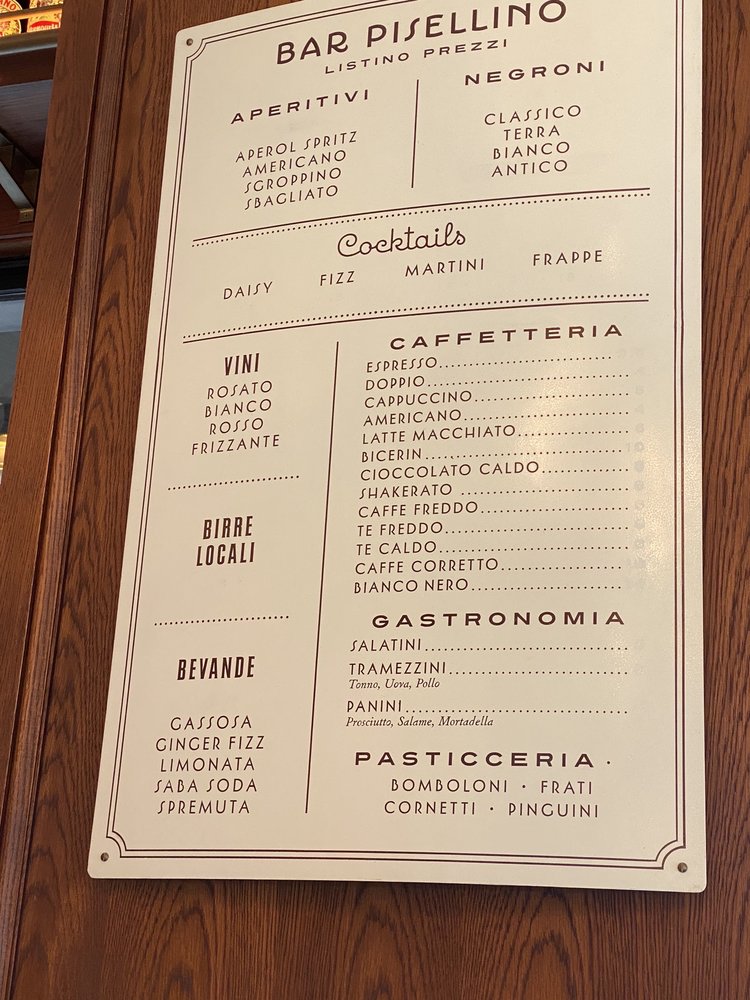 BAR PISELLINO
LISTINO PREZZI
APERITIVI
APEROL SPRITZ
AMERICANO
SGROPPINO
SBAGLIATO
NEGRONI
CLASSICO
TERRA
BIANCO
ANTICO
Cocktails
DAISY FIZZ MARTINI FRAPPE
VINI
ROSATO
BIANCO
ROSSO
FRIZZANTE
BIRRE
LOCALI
BEVANDE
GASSOSA
GINGER FIZZ
LIMONATA
SABA SODA
SPREMUTA
CAFFETTERIA
ESPRESSO
DOPPIO
CAPPUCCINO
AMERICANO
LATTE MACCHIATO
BICERIN
CIOCCOLATO CALDO
SHAKERATO
CAFFE FREDDO
TE FREDDO
TE CALDO
CAFFE CORRETTO
BIANCO NERO
GASTRONOMIA
SALATINI
TRAMEZZINI
Tonno, Uova, Pollo
PANINI
Prosciutto, Salame, Mortadella
PASTICCERIA ·
BOMBOLONI · FRATI
CORNETTI · PINGUINI